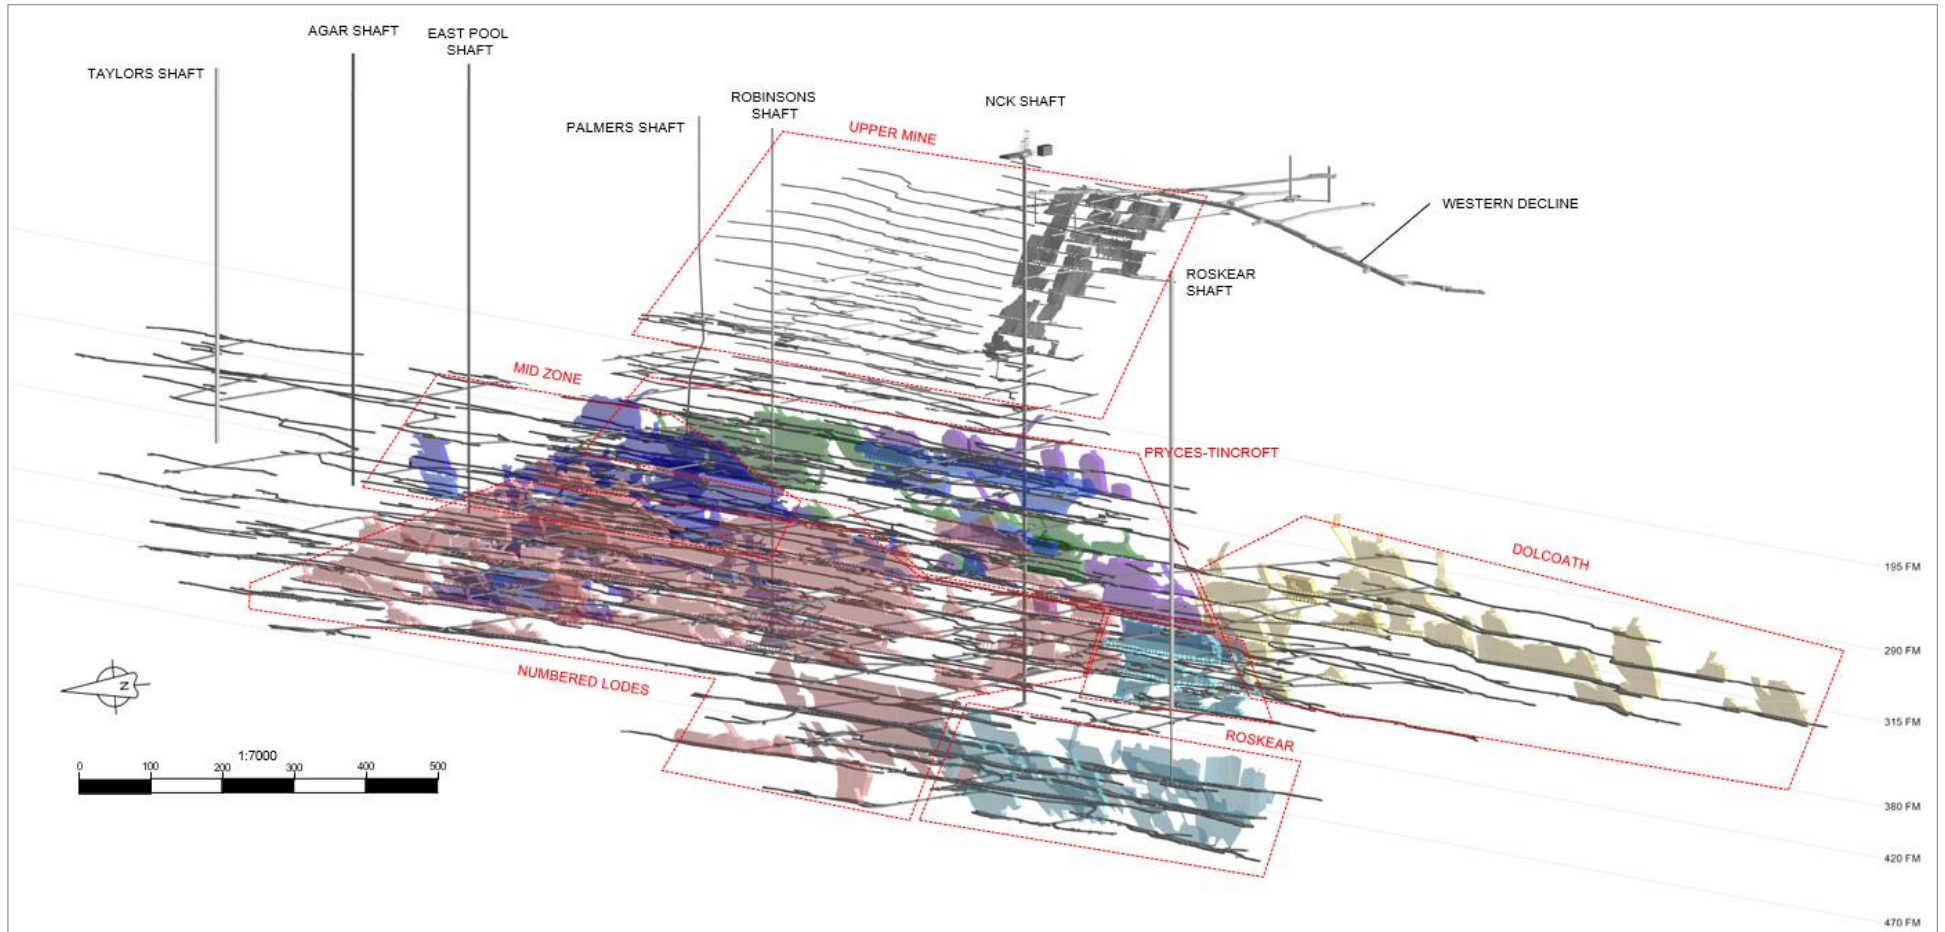 AGAR SHAFT
EAST POOL
SHAFT
TAYLORS SHAFT
PALMERS SHAFT
ROBINSONS
SHAFT
NCK SHAFT
UPPER MINE
WESTERN DECLINE
ROSKEAR
SHAFT
MID ZONE
PRYCES-TINCROFT
DOLCOATH
195 FM
290 FM
315 FM
380 FM
420 FM
470 FM
NUMBERED LODES
ROSKEAR
Z
1:7000
0 100 200 300 400 500